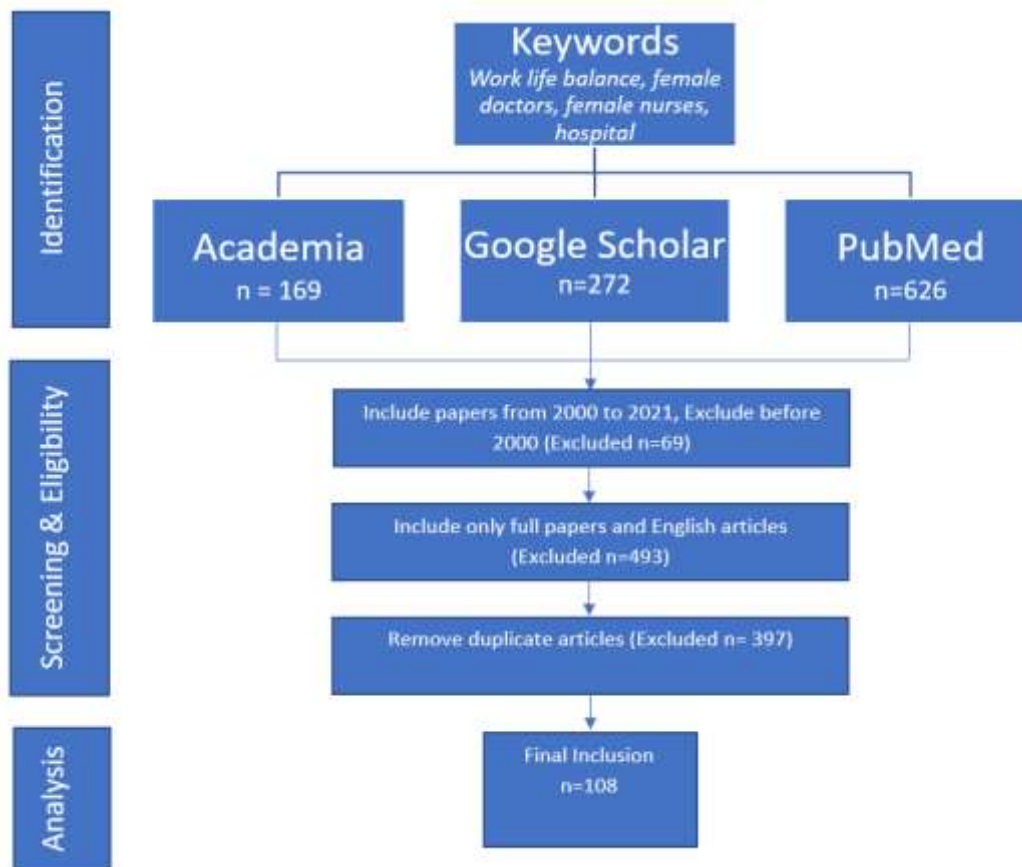 Identification
Keywords
Work life balance, female
doctors, female nurses,
hospital
Academia
n = 169
Google Scholar
n=272
PubMed
n=626
Screening & Eligibility
Include papers from 2000 to 2021, Exclude before
2000 (Excluded n=69)
Include only full papers and English articles
(Excluded n=493)
Remove duplicate articles (Excluded n= 397)
Analysis
Final Inclusion
n=108